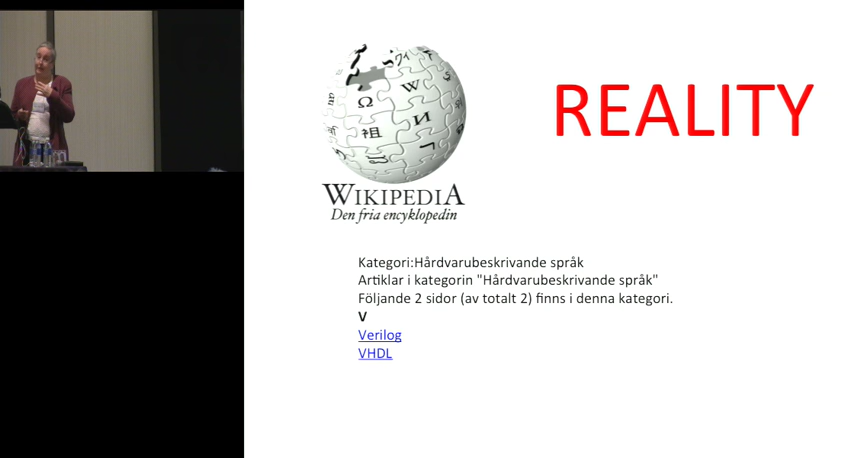 REALITY
Ω W
祖 И
WIKIPEDIA
Den fria encyklopedin
Kategori:Hårdvarubeskrivande språk
Artiklar i kategorin "Hårdvarubeskrivande språk"
Följande 2 sidor (av totalt 2) finns i denna kategori.
V
Verilog
VHDL